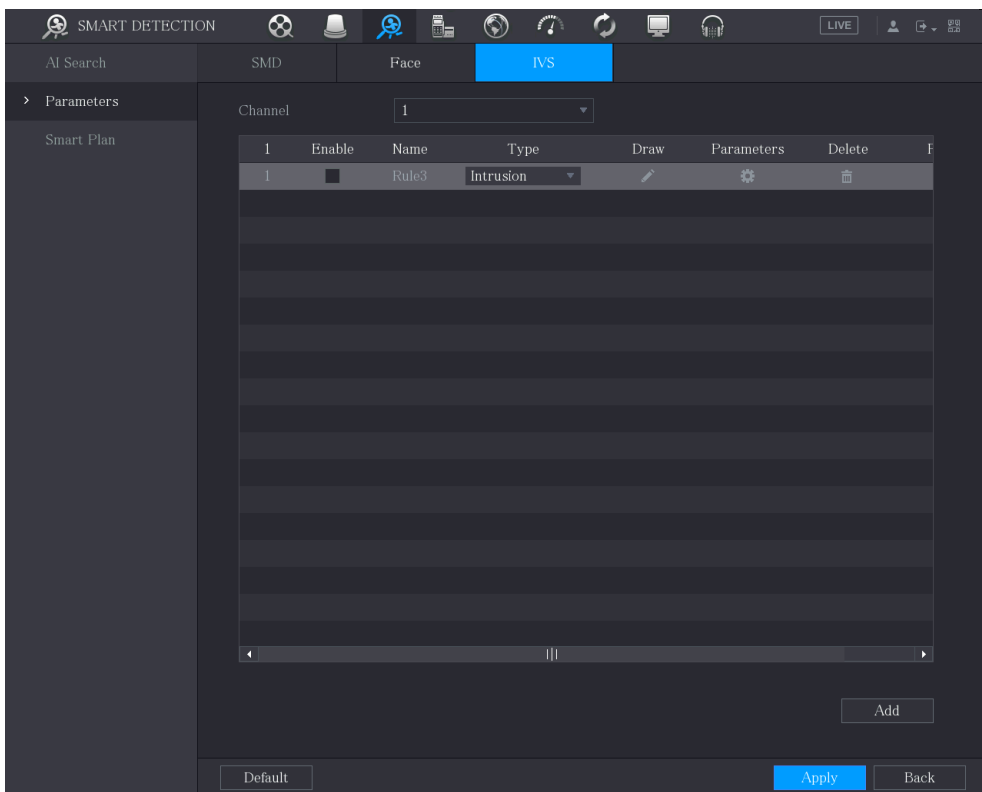 SMART DETECTION LIVE
AI Search SMD Face IVS
Parameters
Channel 1
Smart Plan
1 Enable Name Type Draw Parameters Delete
1 Rule3 Intrusion
Add
Default Apply Back